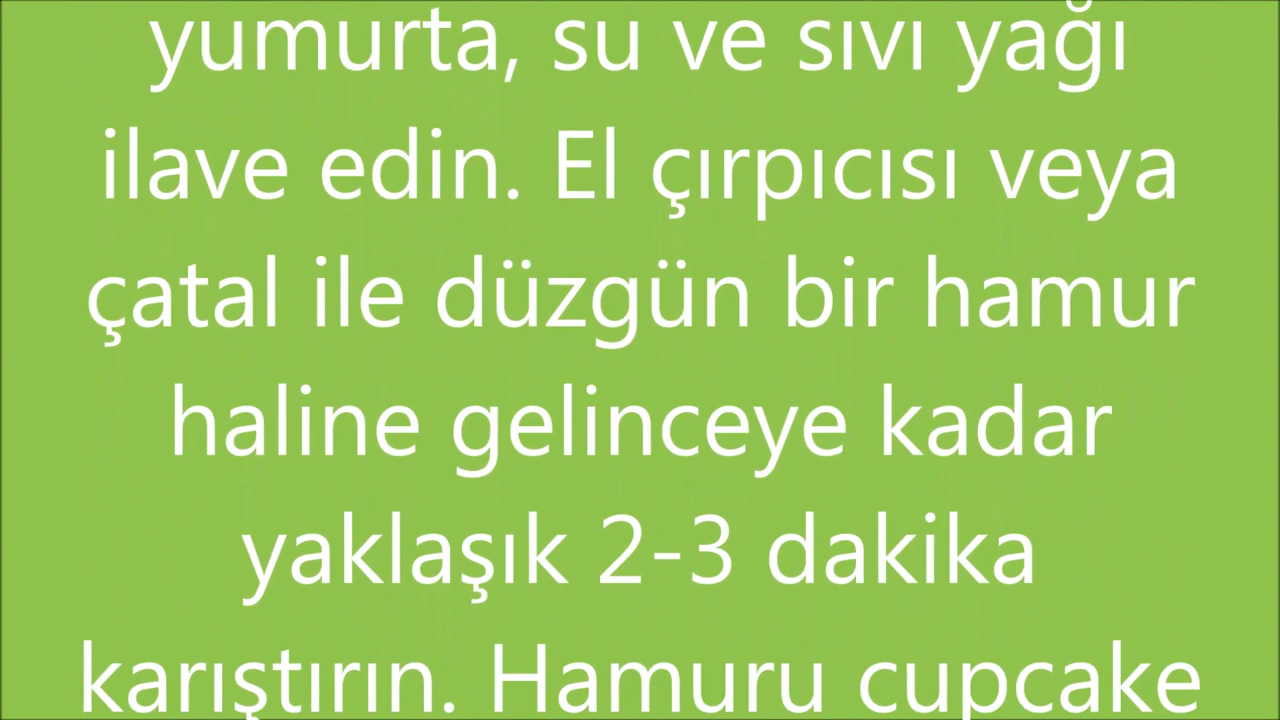 yumurta, su ve sıvı yağı
ilave edin. El çırpıcısı veya
çatal ile düzgün bir hamur
haline gelinceye kadar
yaklaşık 2-3 dakika
karıştırın. Hamuru cupcake